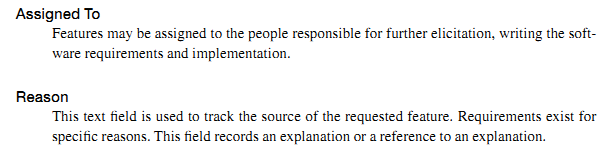 Assigned To
Features may be assigned to the people responsible for further elicitation, writing the soft-
ware requirements and implementation.
Reason
This text field is used to track the source of the requested feature. Requirements exist for
specific reasons. This field records an explanation or a reference to an explanation.